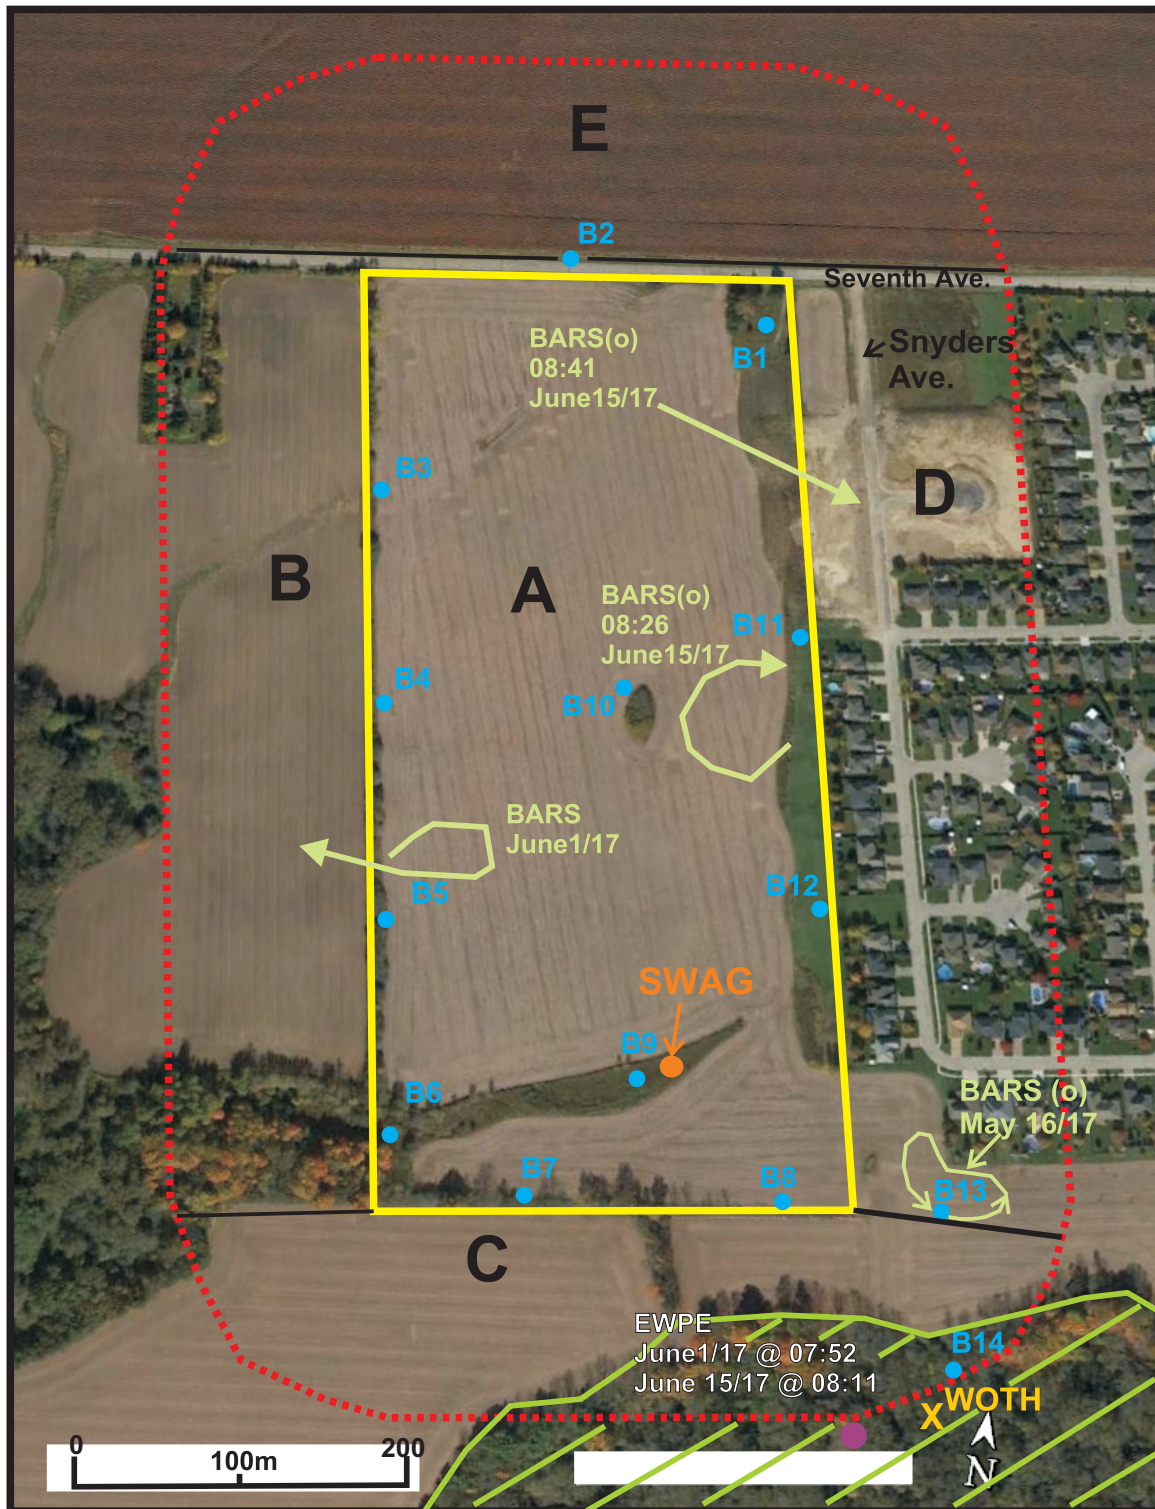 E
B2
Seventh Ave.
B1
BARS(o)
08:41
June15/17
Snyders
Ave.
B3
D
B
A
BARS(o)
08:26
June15/17
B11
B4
B10
BARS
June1/17
B5
B12
SWAG
B9
B6
BARS (o)
May 16/17
B7
B8
B13
C
EWPE
June1/17 @ 07:52
June 15/17 @ 08:11
B14
X WOTH
0 100m 200
N